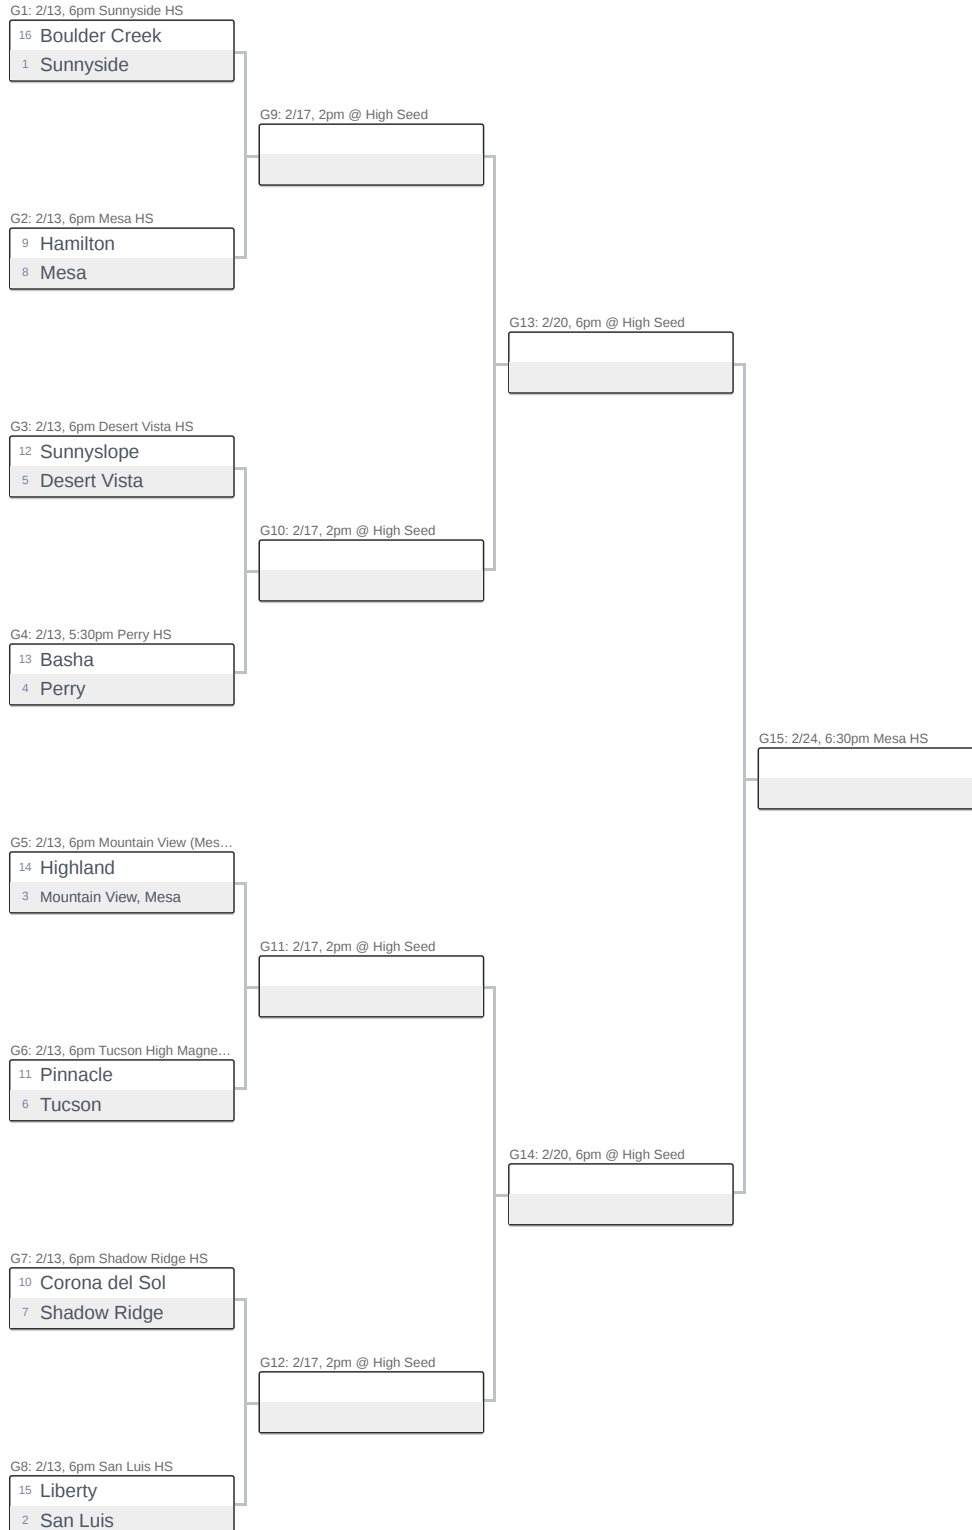 G1: 2/13, 6pm Sunnyside HS
16 Boulder Creek
1 Sunnyside
G9: 2/17, 2pm @ High Seed
G2: 2/13, 6pm Mesa HS
9 Hamilton
8 Mesa
G13: 2/20, 6pm @ High Seed
G3: 2/13, 6pm Desert Vista HS
12 Sunnyslope
5 Desert Vista
G10: 2/17, 2pm @ High Seed
G4: 2/13, 5:30pm Perry HS
13 Basha
4 Perry
G15: 2/24, 6:30pm Mesa HS
G5: 2/13, 6pm Mountain View (Mes…
14 Highland
3 Mountain View, Mesa
G11: 2/17, 2pm @ High Seed
G6: 2/13, 6pm Tucson High Magne…
11 Pinnacle
6 Tucson
G14: 2/20, 6pm @ High Seed
G7: 2/13, 6pm Shadow Ridge HS
10 Corona del Sol
7 Shadow Ridge
G12: 2/17, 2pm @ High Seed
G8: 2/13, 6pm San Luis HS
15 Liberty
2 San Luis